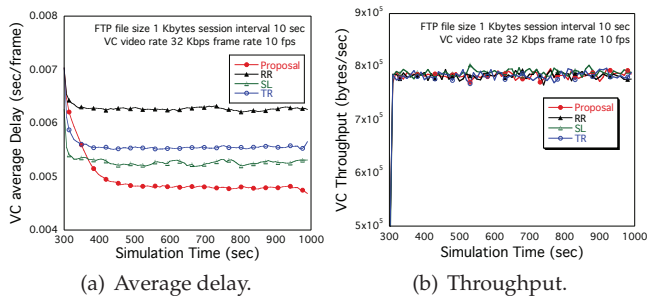 FTP file size 1 Kbytes session interval 10 sec
VC video rate 32 Kbps frame rate 10 fps
Proposal
RR
SL
TR
VC average Delay (sec/frame)
0.007
0.006
0.005
0.004
300 400 500 600 700 800 900 1000
Simulation Time (sec)
(a) Average delay.
FTP file size 1 Kbytes session interval 10 sec
VC video rate 32 Kbps frame rate 10 fps
Proposal
RR
SL
TR
VC Throughput (bytes/sec)
9x10⁵
8x10⁵
7x10⁵
6x10⁵
5x10⁵
300 400 500 600 700 800 900 1000
Simulation Time (sec)
(b) Throughput.